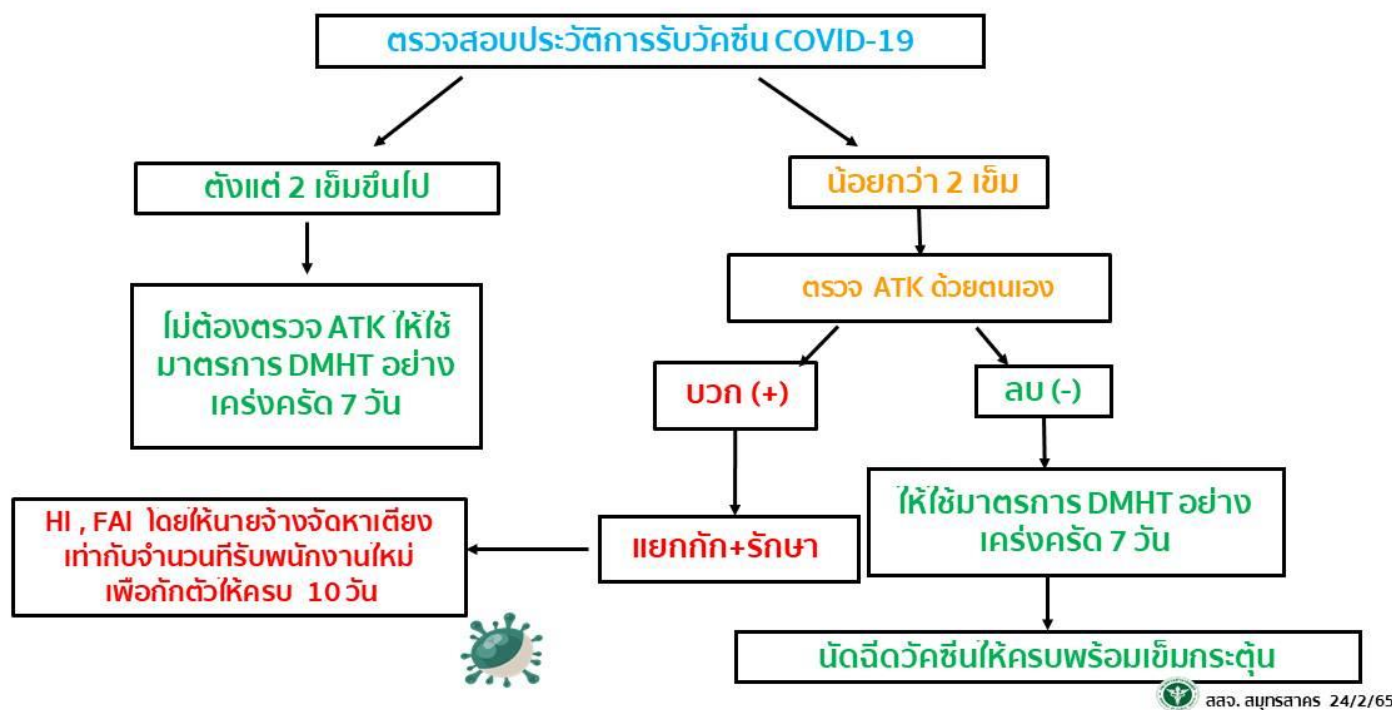 ตรวจสอบประวัติการรับวัคซีน COVID-19
ตั้งแต่ 2 เข็มขึ้นไป
น้อยกว่า 2 เข็ม
ไม่ต้องตรวจ ATK ให้ใช้
มาตรการ DMHT อย่าง
เคร่งครัด 7 วัน
ตรวจ ATK ด้วยตนเอง
บวก (+)
ลบ (-)
HI , FAI โดยให้นายจ้างจัดหาเตียง
เท่ากับจำนวนที่รับพนักงานใหม่
เพื่อกักตัวให้ครบ 10 วัน
แยกกัก+รักษา
ให้ใช้มาตรการ DMHT อย่าง
เคร่งครัด 7 วัน
นัดฉีดวัคซีนให้ครบพร้อมเข็มกระตุ้น
สสจ. สมุทรสาคร 24/2/65